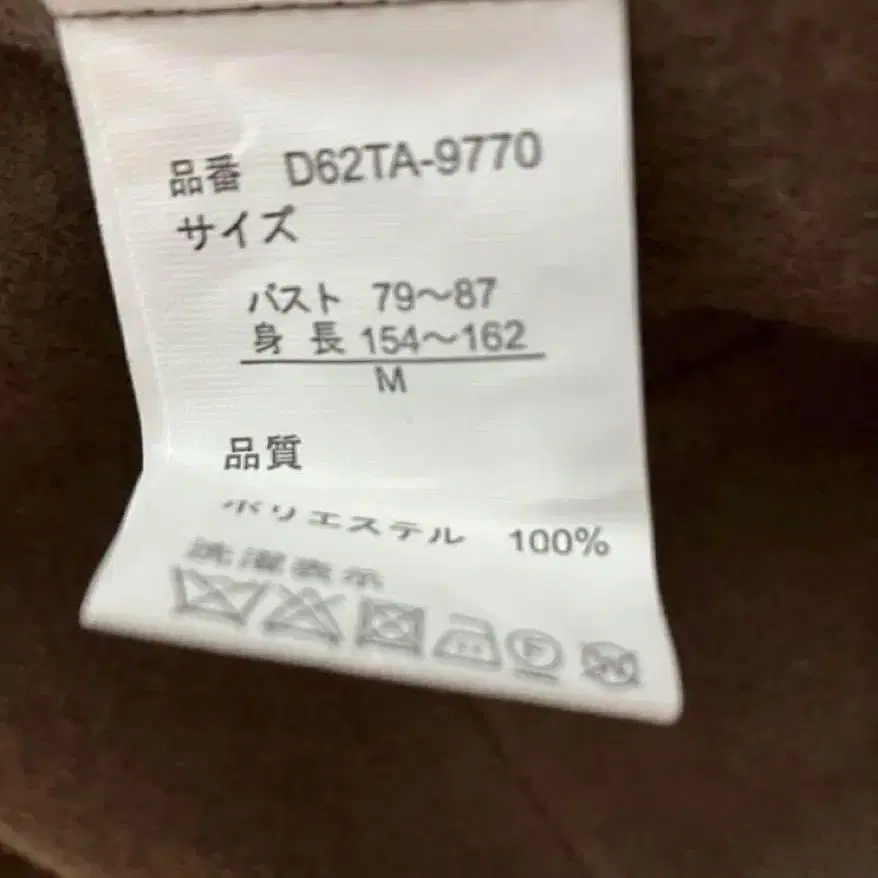 品番 D62TA-9770
サイズ
バスト 79～87
身長 154～162
M
品質
ポリエステル 100%
洗濯表示